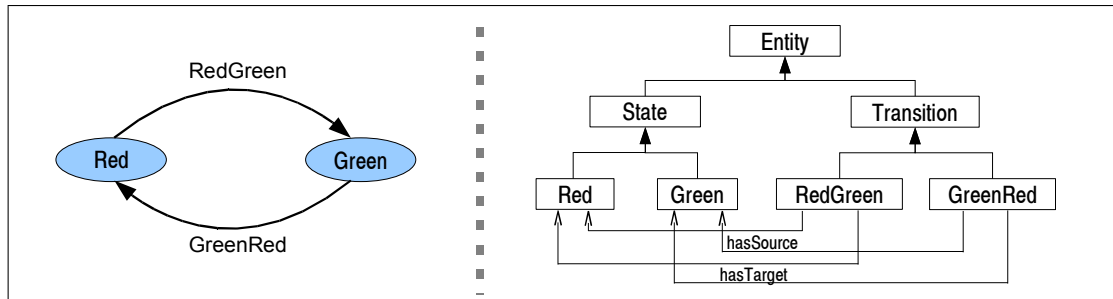 RedGreen
Red
Green
GreenRed
Entity
State
Transition
Red
Green
RedGreen
GreenRed
hasSource
hasTarget